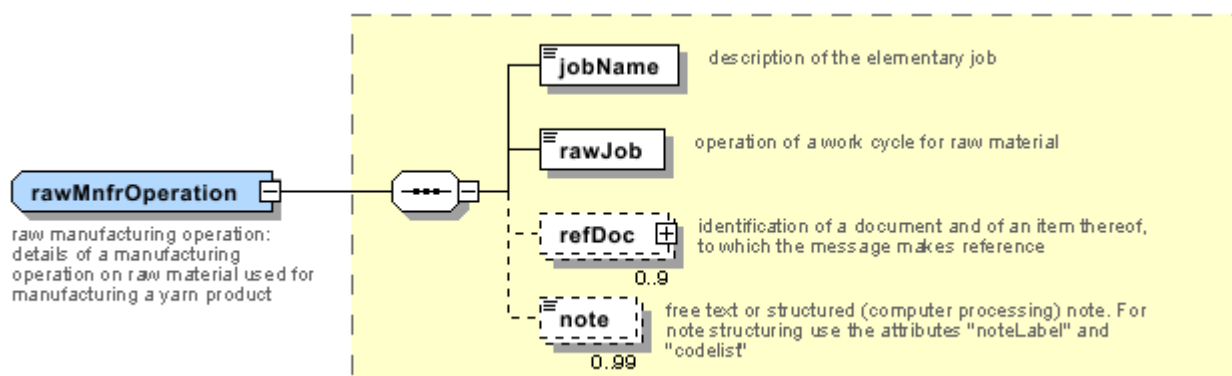 jobName
description of the elementary job
rawJob
operation of a work cycle for raw material
rawMnfrOperation
raw manufacturing operation:
details of a manufacturing
operation on raw material used for
manufacturing a yarn product
refDoc
identification of a document and of an item thereof,
to which the message makes reference
0..9
note
free text or structured (computer processing) note. For
note structuring use the attributes "noteLabel" and
"codelist"
0..99